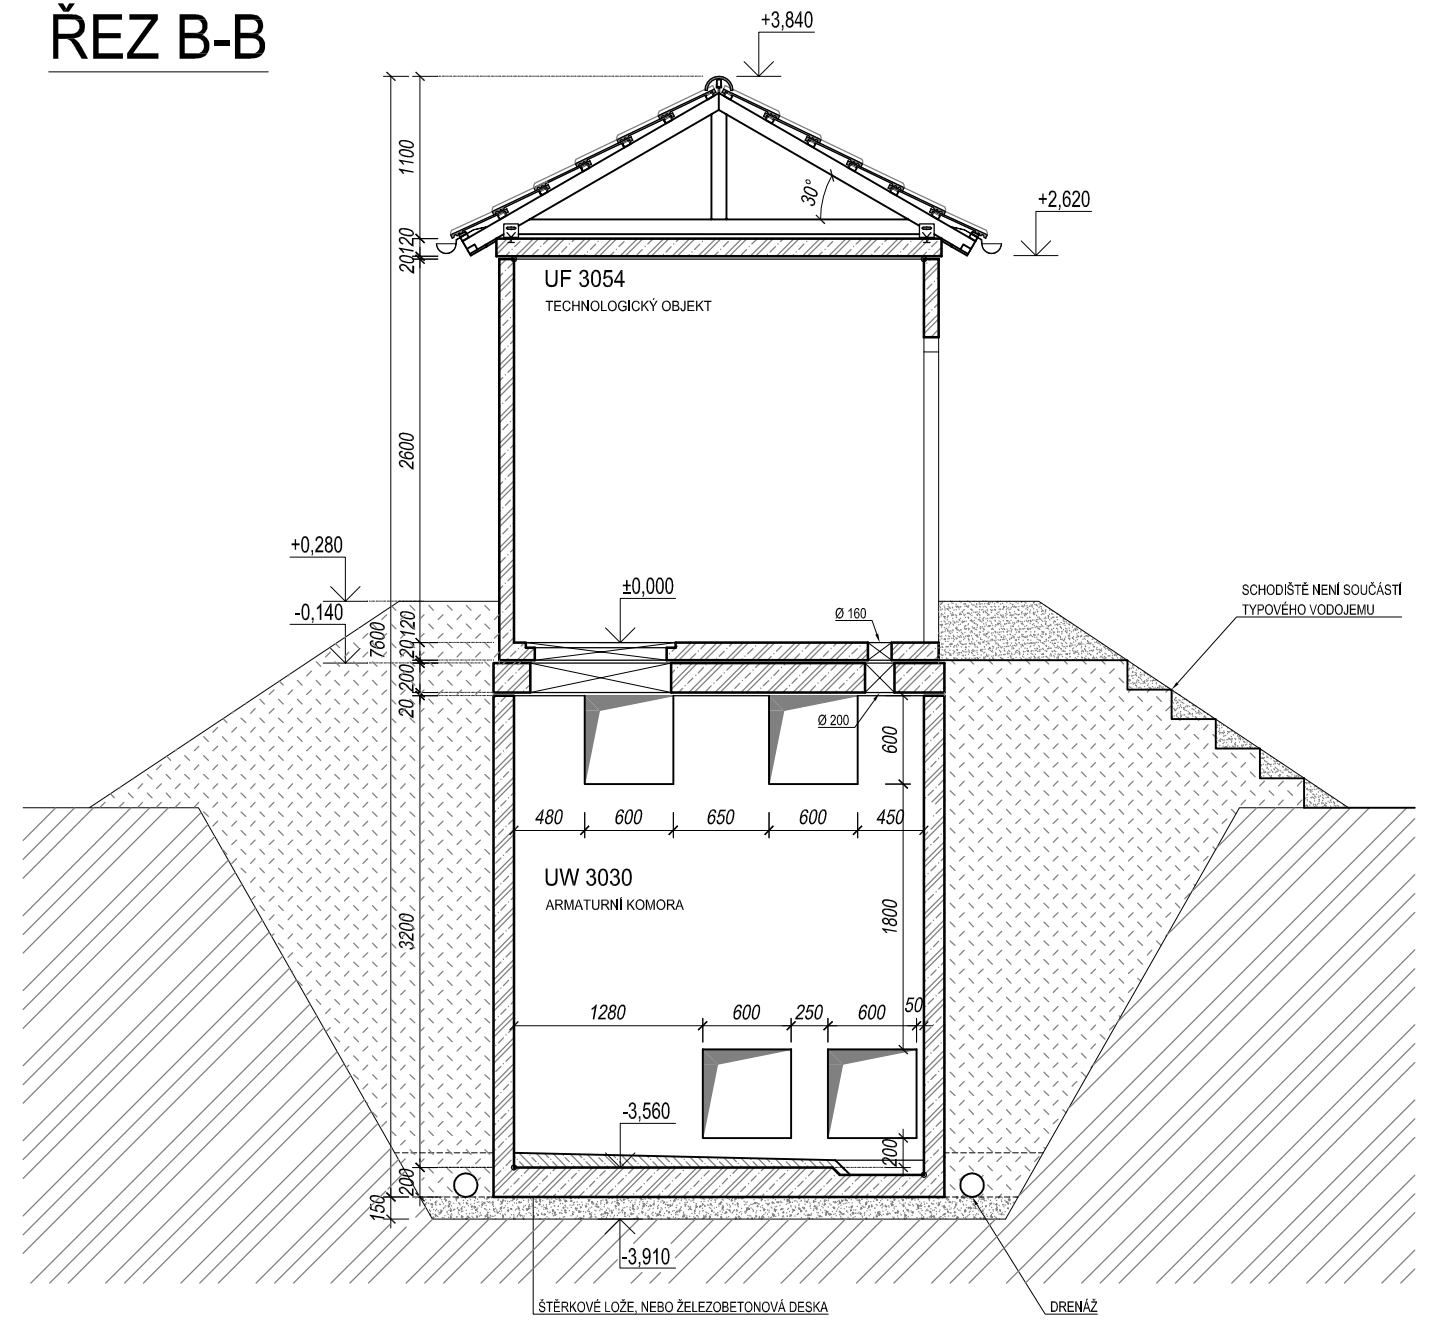 ŘEZ B-B
+3,840
1100
30°
+2,620
120
20
UF 3054
TECHNOLOGICKÝ OBJEKT
2600
+0,280
-0,140
±0,000
Ø 160
SCHODIŠTĚ NENÍ SOUČÁSTÍ
TYPOVÉHO VODOJEMU
7600
120
20
200
20
Ø 200
600
480 600 650 600 450
UW 3030
ARMATURNÍ KOMORA
3200
1800
1280 600 250 600 50
-3,560
200
200
150
-3,910
ŠTĚRKOVÉ LOŽE, NEBO ŽELEZOBETONOVÁ DESKA
DRENÁŽ